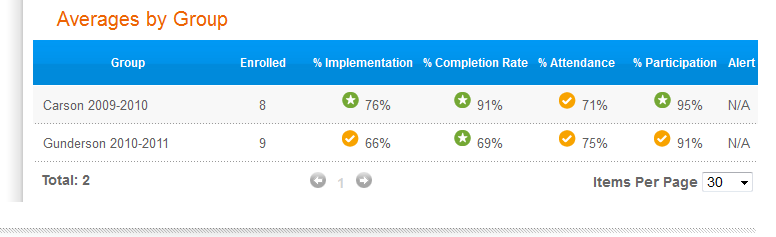 Averages by Group
Group Enrolled % Implementation % Completion Rate % Attendance % Participation Alert
Carson 2009-2010 8 76% 91% 71% 95% N/A
Gunderson 2010-2011 9 66% 69% 75% 91% N/A
Total: 2 1 Items Per Page 30